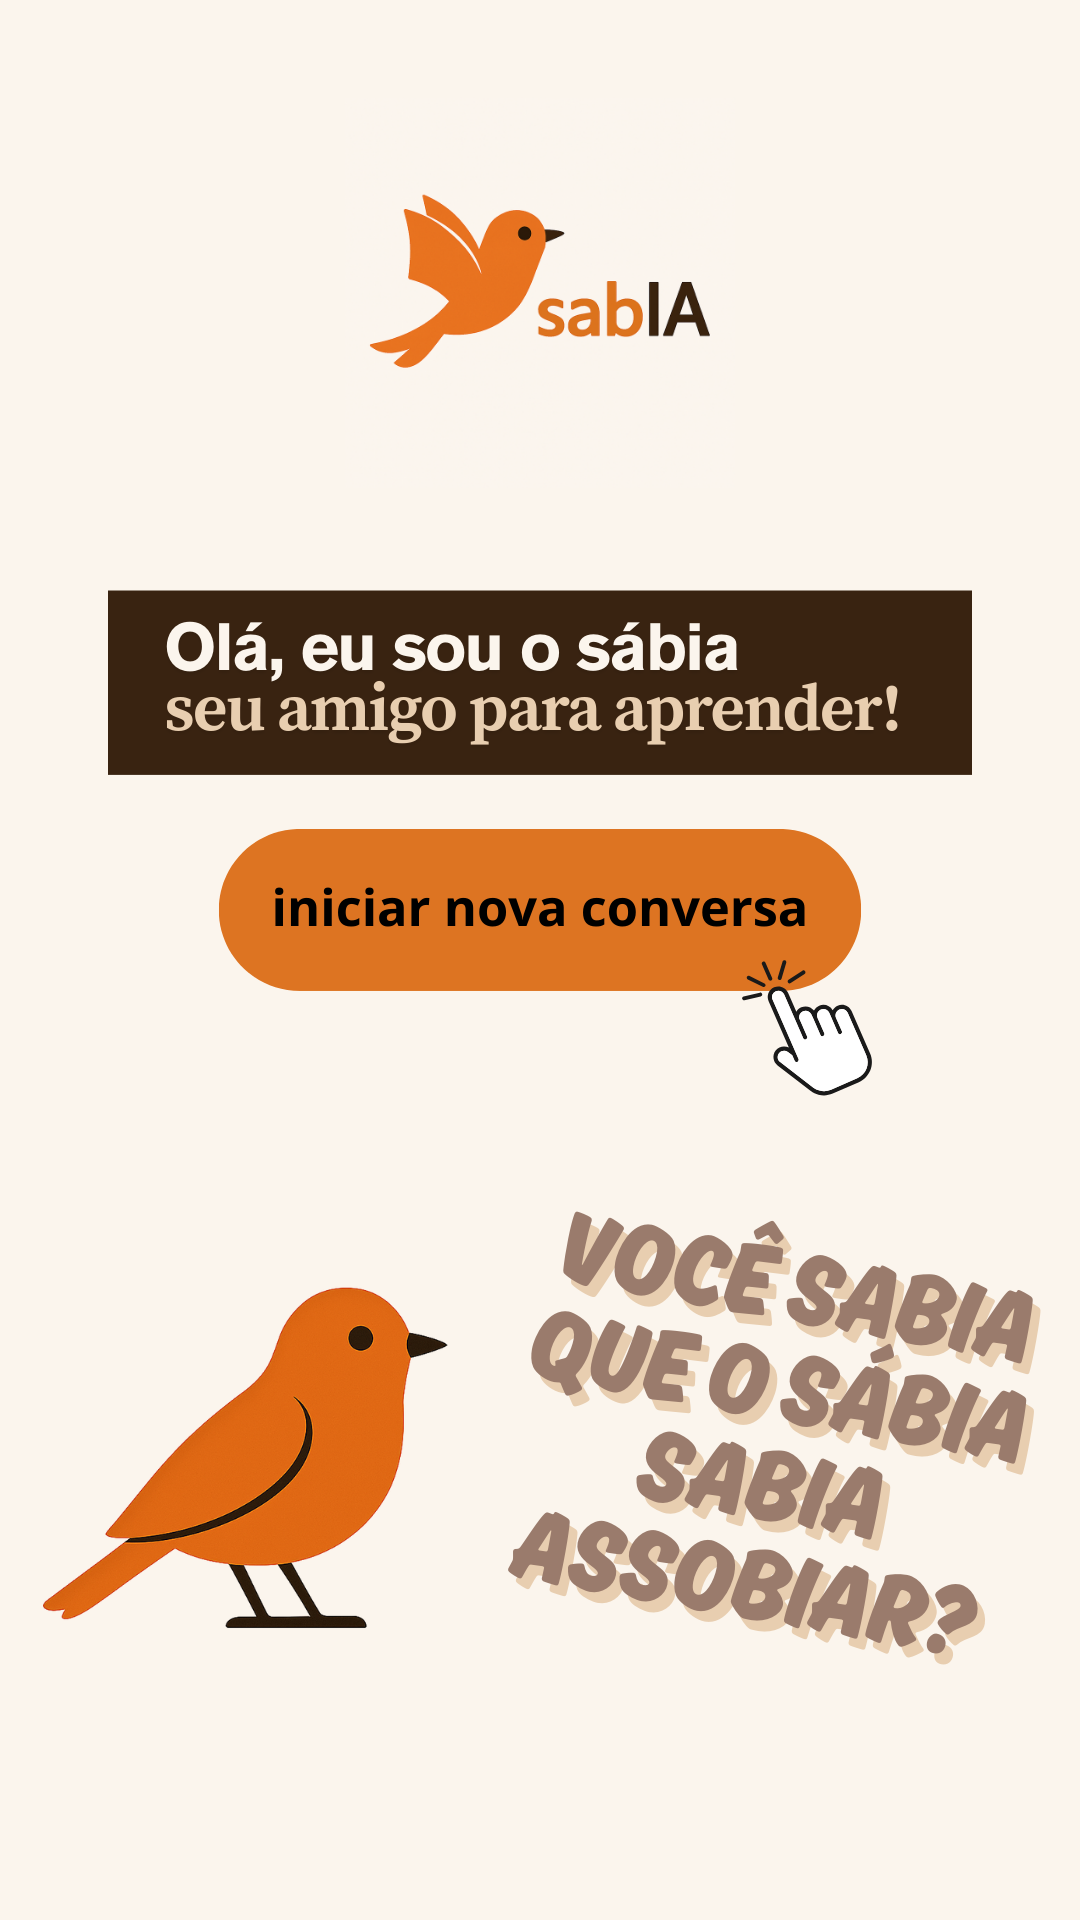 sabIA
Olá, eu sou o sábia
seu amigo para aprender!
iniciar nova conversa
VOCÊ SABIA
QUE O SÁBIA
SABIA
ASSOBIAR?